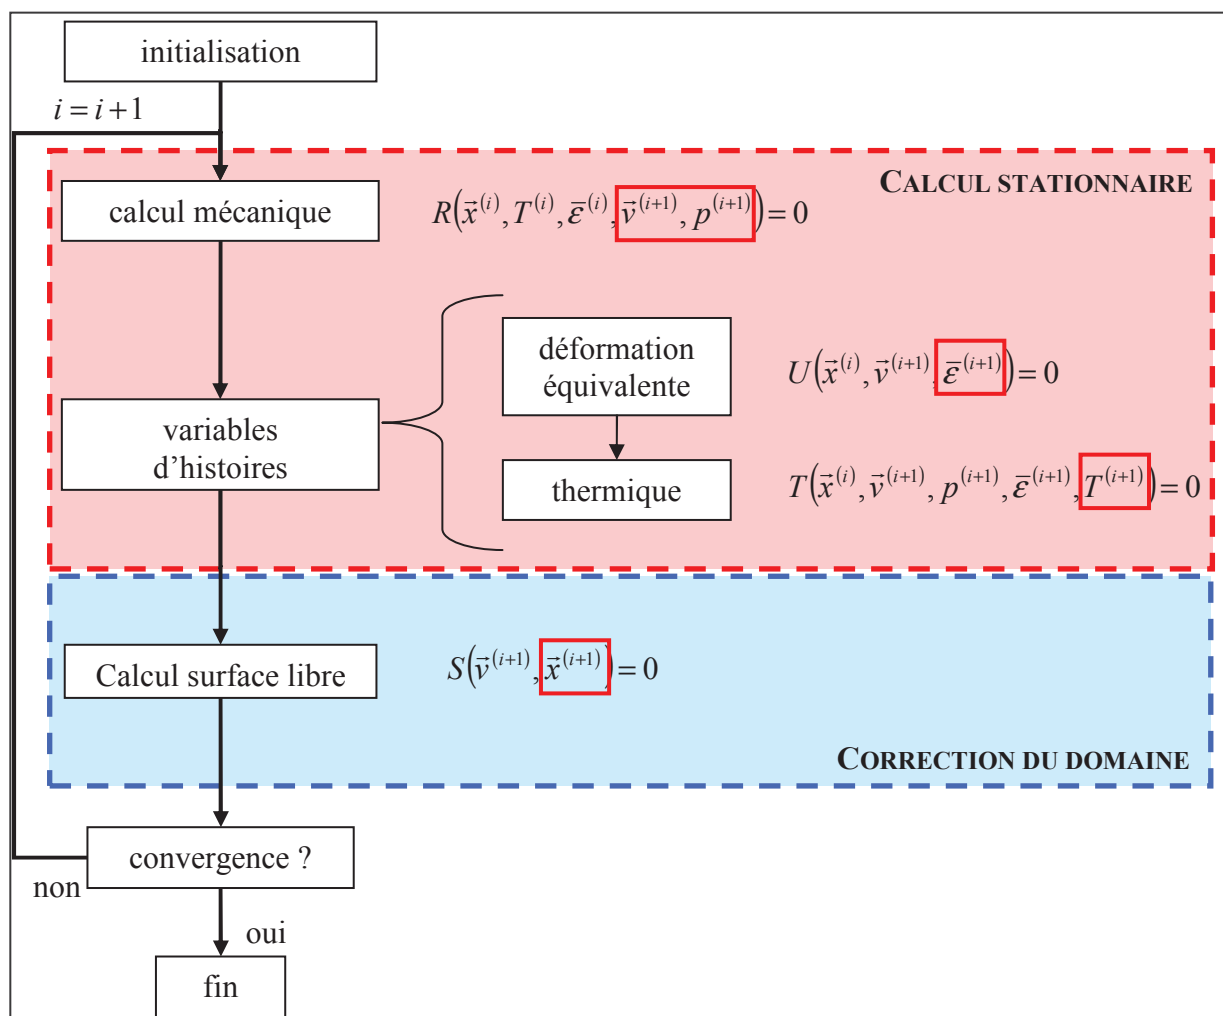 initialisation
i = i + 1
CALCUL STATIONNAIRE
calcul mécanique
R(x⃗^(i), T^(i), ε̄^(i), v⃗^(i+1), p^(i+1)) = 0
déformation
équivalente
U(x⃗^(i), v⃗^(i+1), ε̄^(i+1)) = 0
variables
d’histoires
thermique
T(x⃗^(i), v⃗^(i+1), p^(i+1), ε̄^(i+1), T^(i+1)) = 0
Calcul surface libre
S(v⃗^(i+1), x⃗^(i+1)) = 0
CORRECTION DU DOMAINE
convergence ?
non
oui
fin